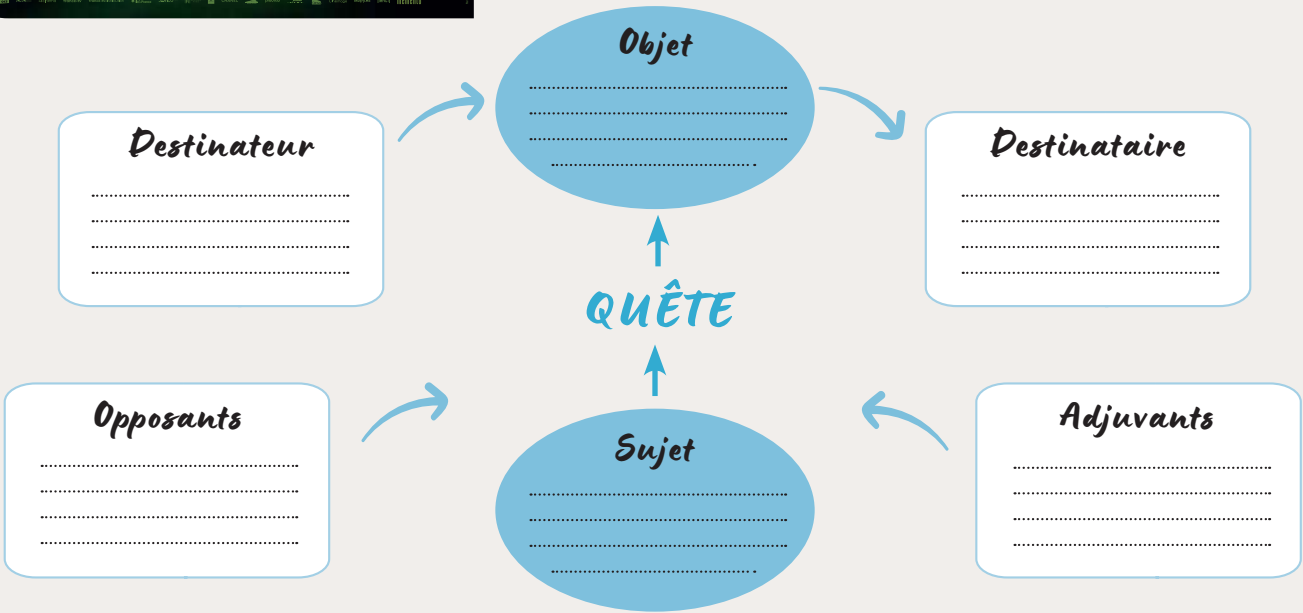 Objet
Destinateur
Destinataire
QUÊTE
Opposants
Sujet
Adjuvants